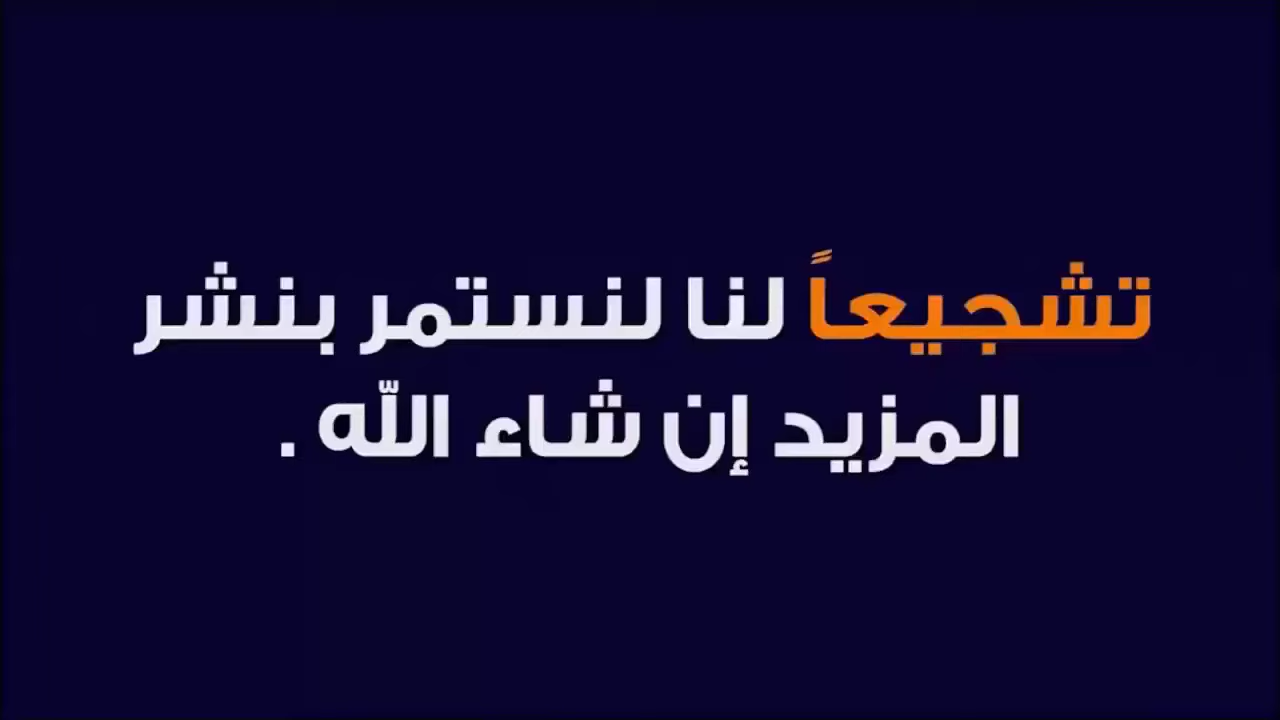 تشجيعاً لنا لنستمر بنشر
المزيد إن شاء اللّه .